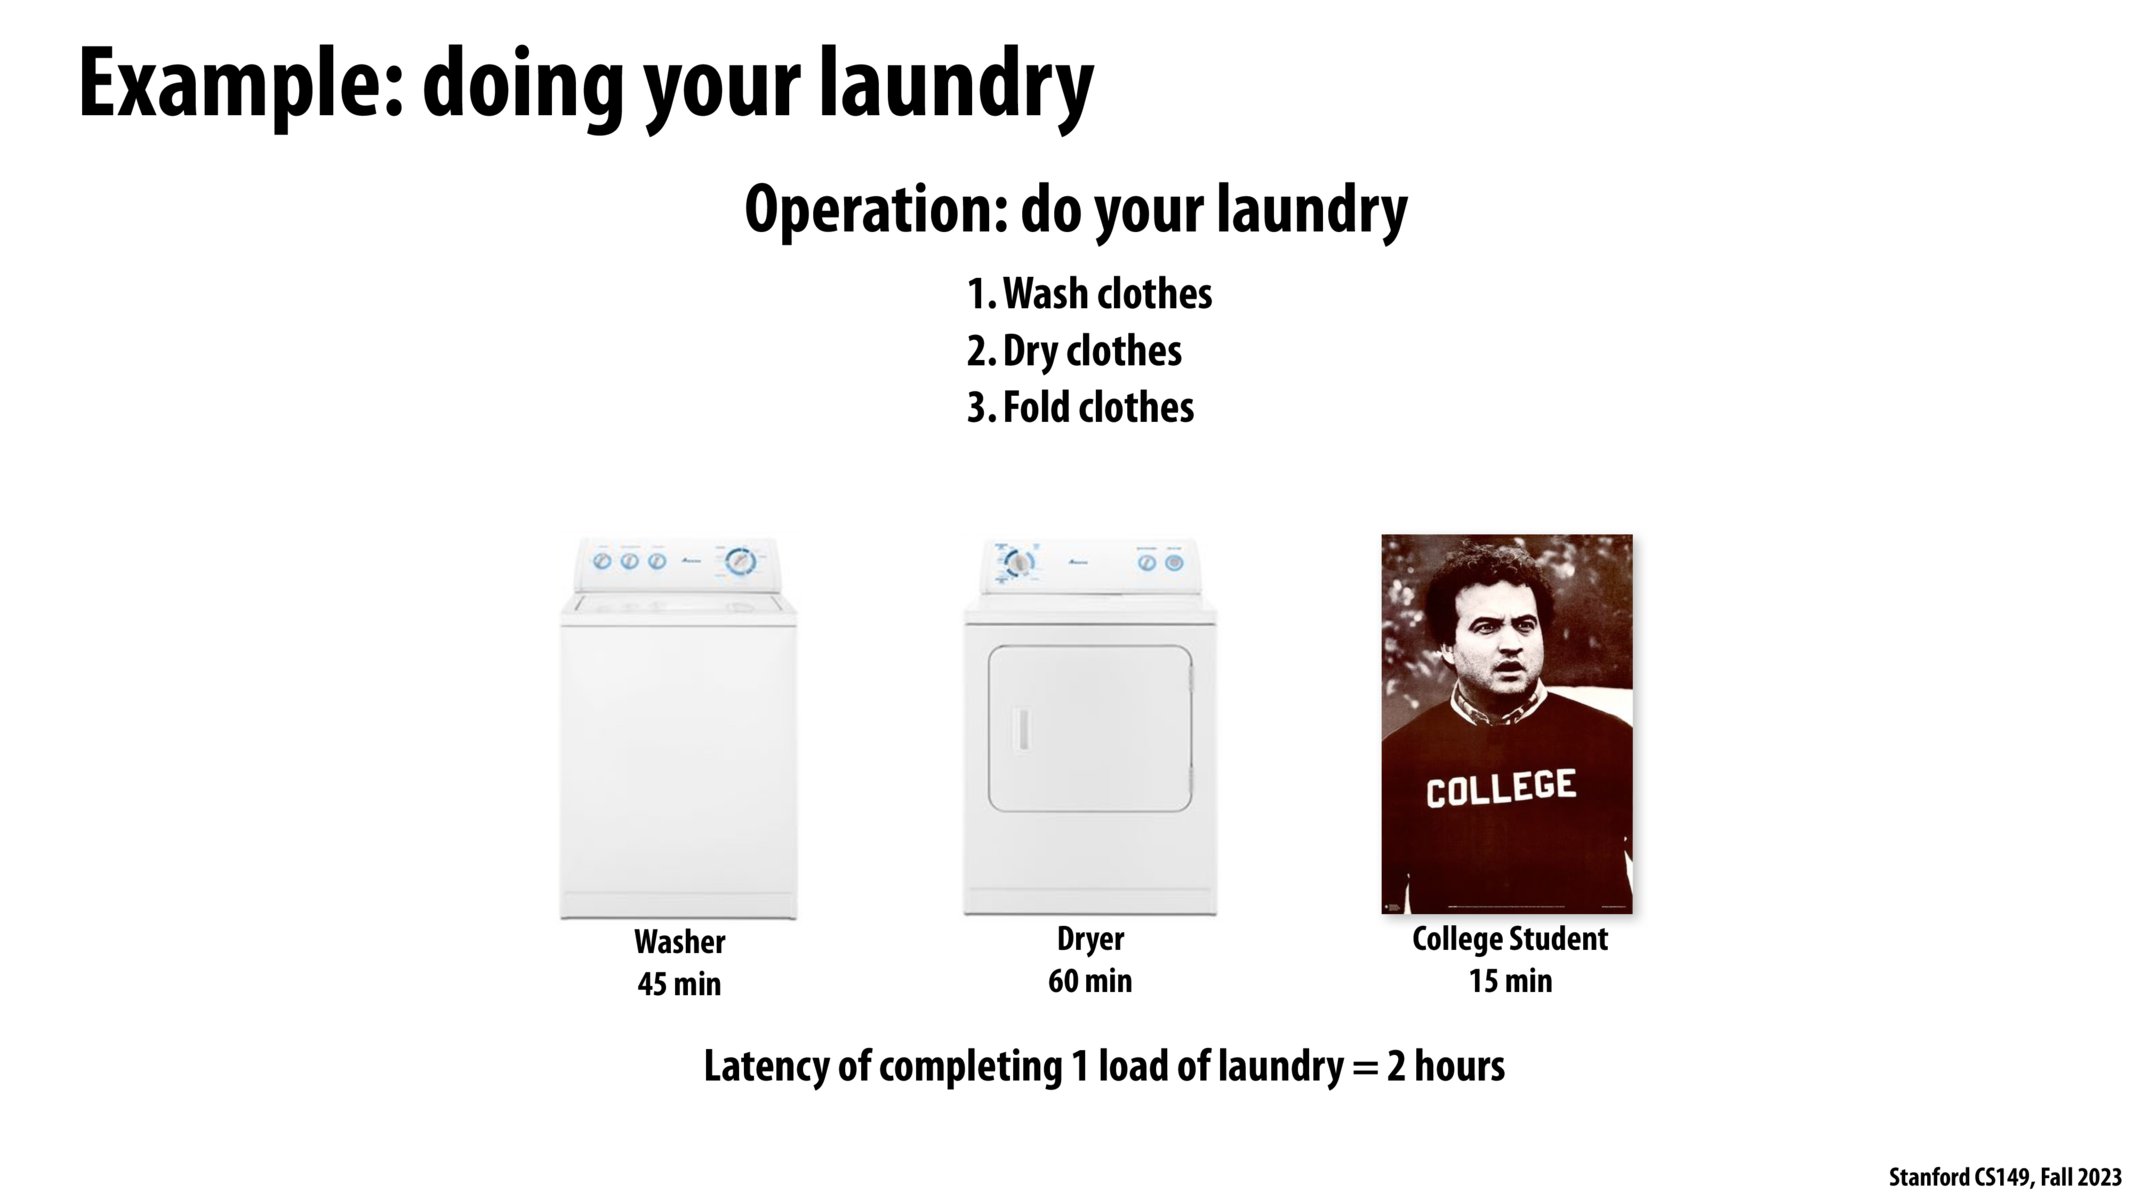 Example: doing your laundry
Operation: do your laundry
1. Wash clothes
2. Dry clothes
3. Fold clothes
COLLEGE
Washer
45 min
Dryer
60 min
College Student
15 min
Latency of completing 1 load of laundry = 2 hours
Stanford CS149, Fall 2023